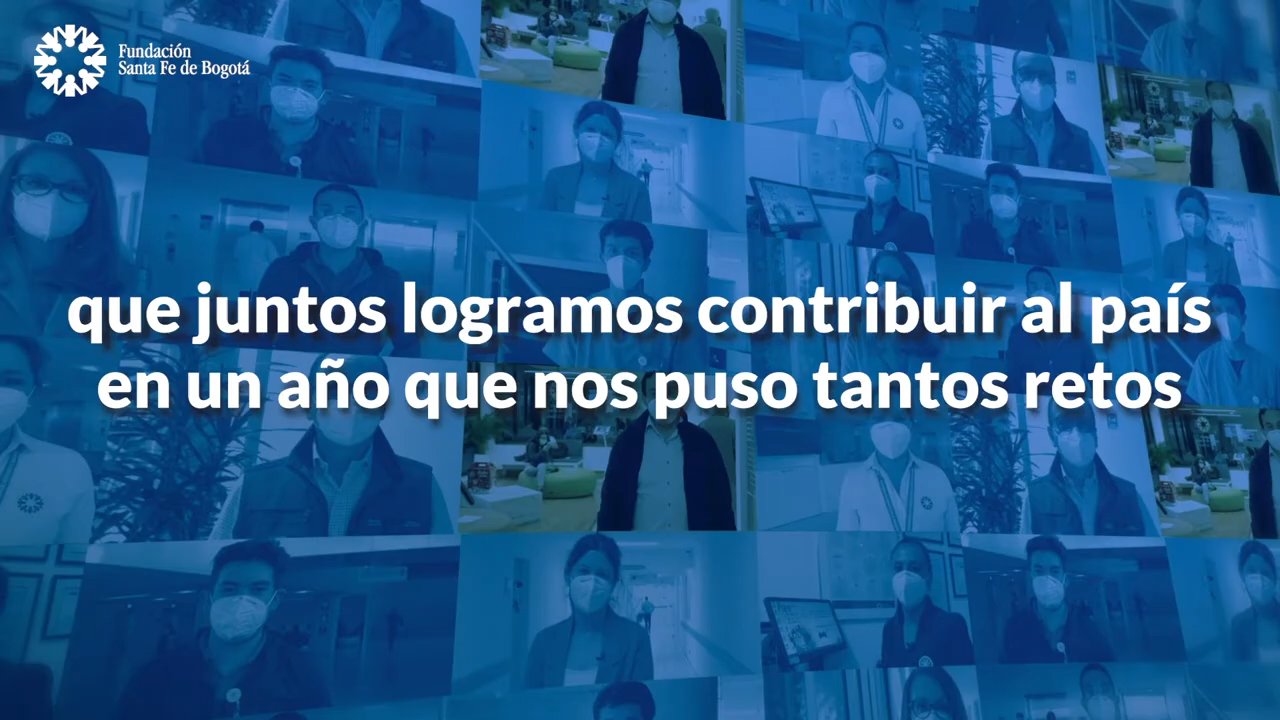 Fundación
Santa Fe de Bogotá
que juntos logramos contribuir al país
en un año que nos puso tantos retos